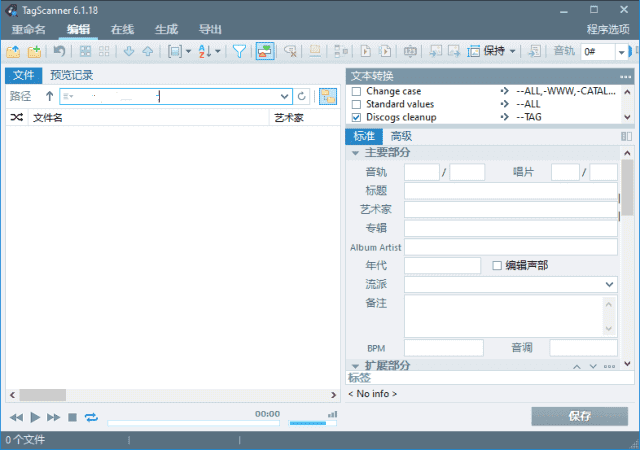 TagScanner 6.1.18
重命名 编辑 在线 生成 导出 程序选项
保持 音轨 0#
文件 预览记录
路径
文件名 艺术家
文本转换
Change case --ALL,-WWW,-CATAL...
Standard values --ALL
Discogs cleanup --TAG
标准 高级
主要部分
音轨 / 唱片 /
标题
艺术家
专辑
Album Artist
年代 编辑声部
流派
备注
BPM 音调
扩展部分
标签
< No info >
00:00
保存
0 个文件